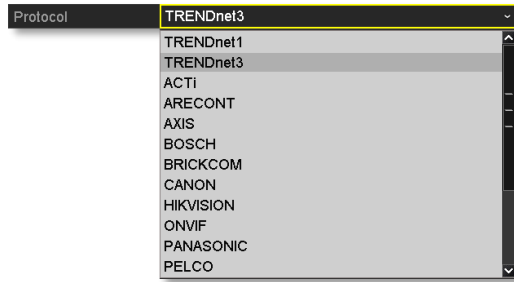 Protocol TRENDnet3
TRENDnet1
TRENDnet3
ACTi
ARECONT
AXIS
BOSCH
BRICKCOM
CANON
HIKVISION
ONVIF
PANASONIC
PELCO